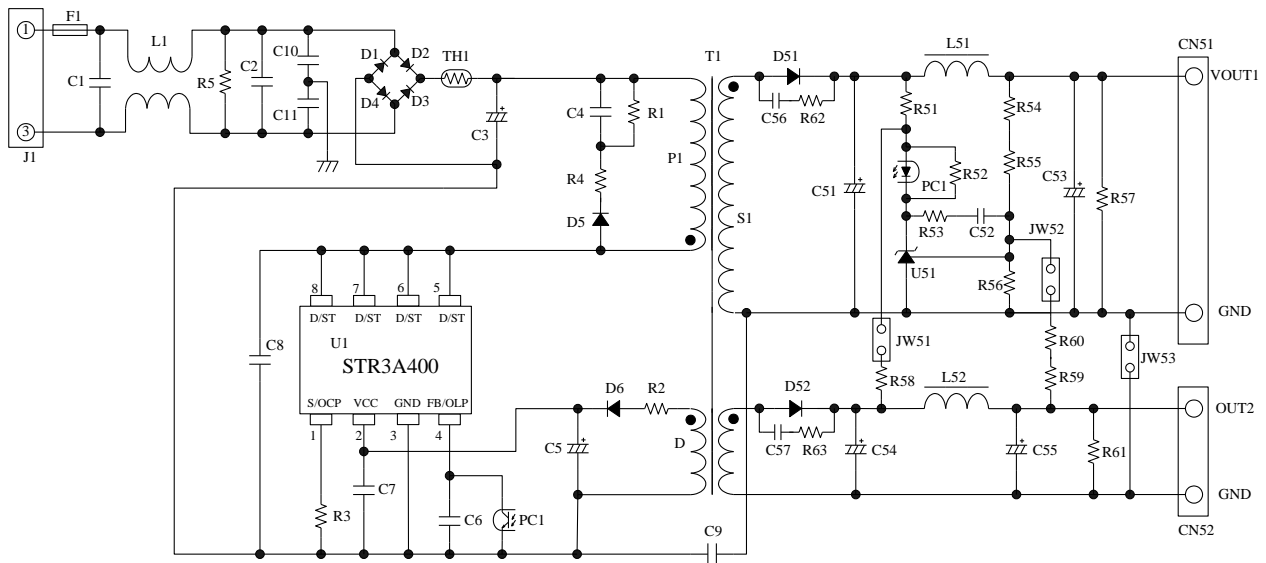 F1
1
L1
C1
3
J1
R5
C2
C10
C11
D1
D2
D4
D3
TH1
C3
C4
R1
R4
D5
P1
T1
S1
D51
C56
R62
L51
CN51
VOUT1
C51
R51
PC1
R52
R53
C52
U51
R54
R55
R56
C53
R57
JW52
GND
8
7
6
5
D/ST
D/ST
D/ST
D/ST
U1
STR3A400
S/OCP
VCC
GND
FB/OLP
1
2
3
4
C8
R3
C7
C6
PC1
C5
D6
R2
D
C9
D52
C57
R63
C54
JW51
R58
L52
C55
R60
R59
R61
JW53
OUT2
GND
CN52